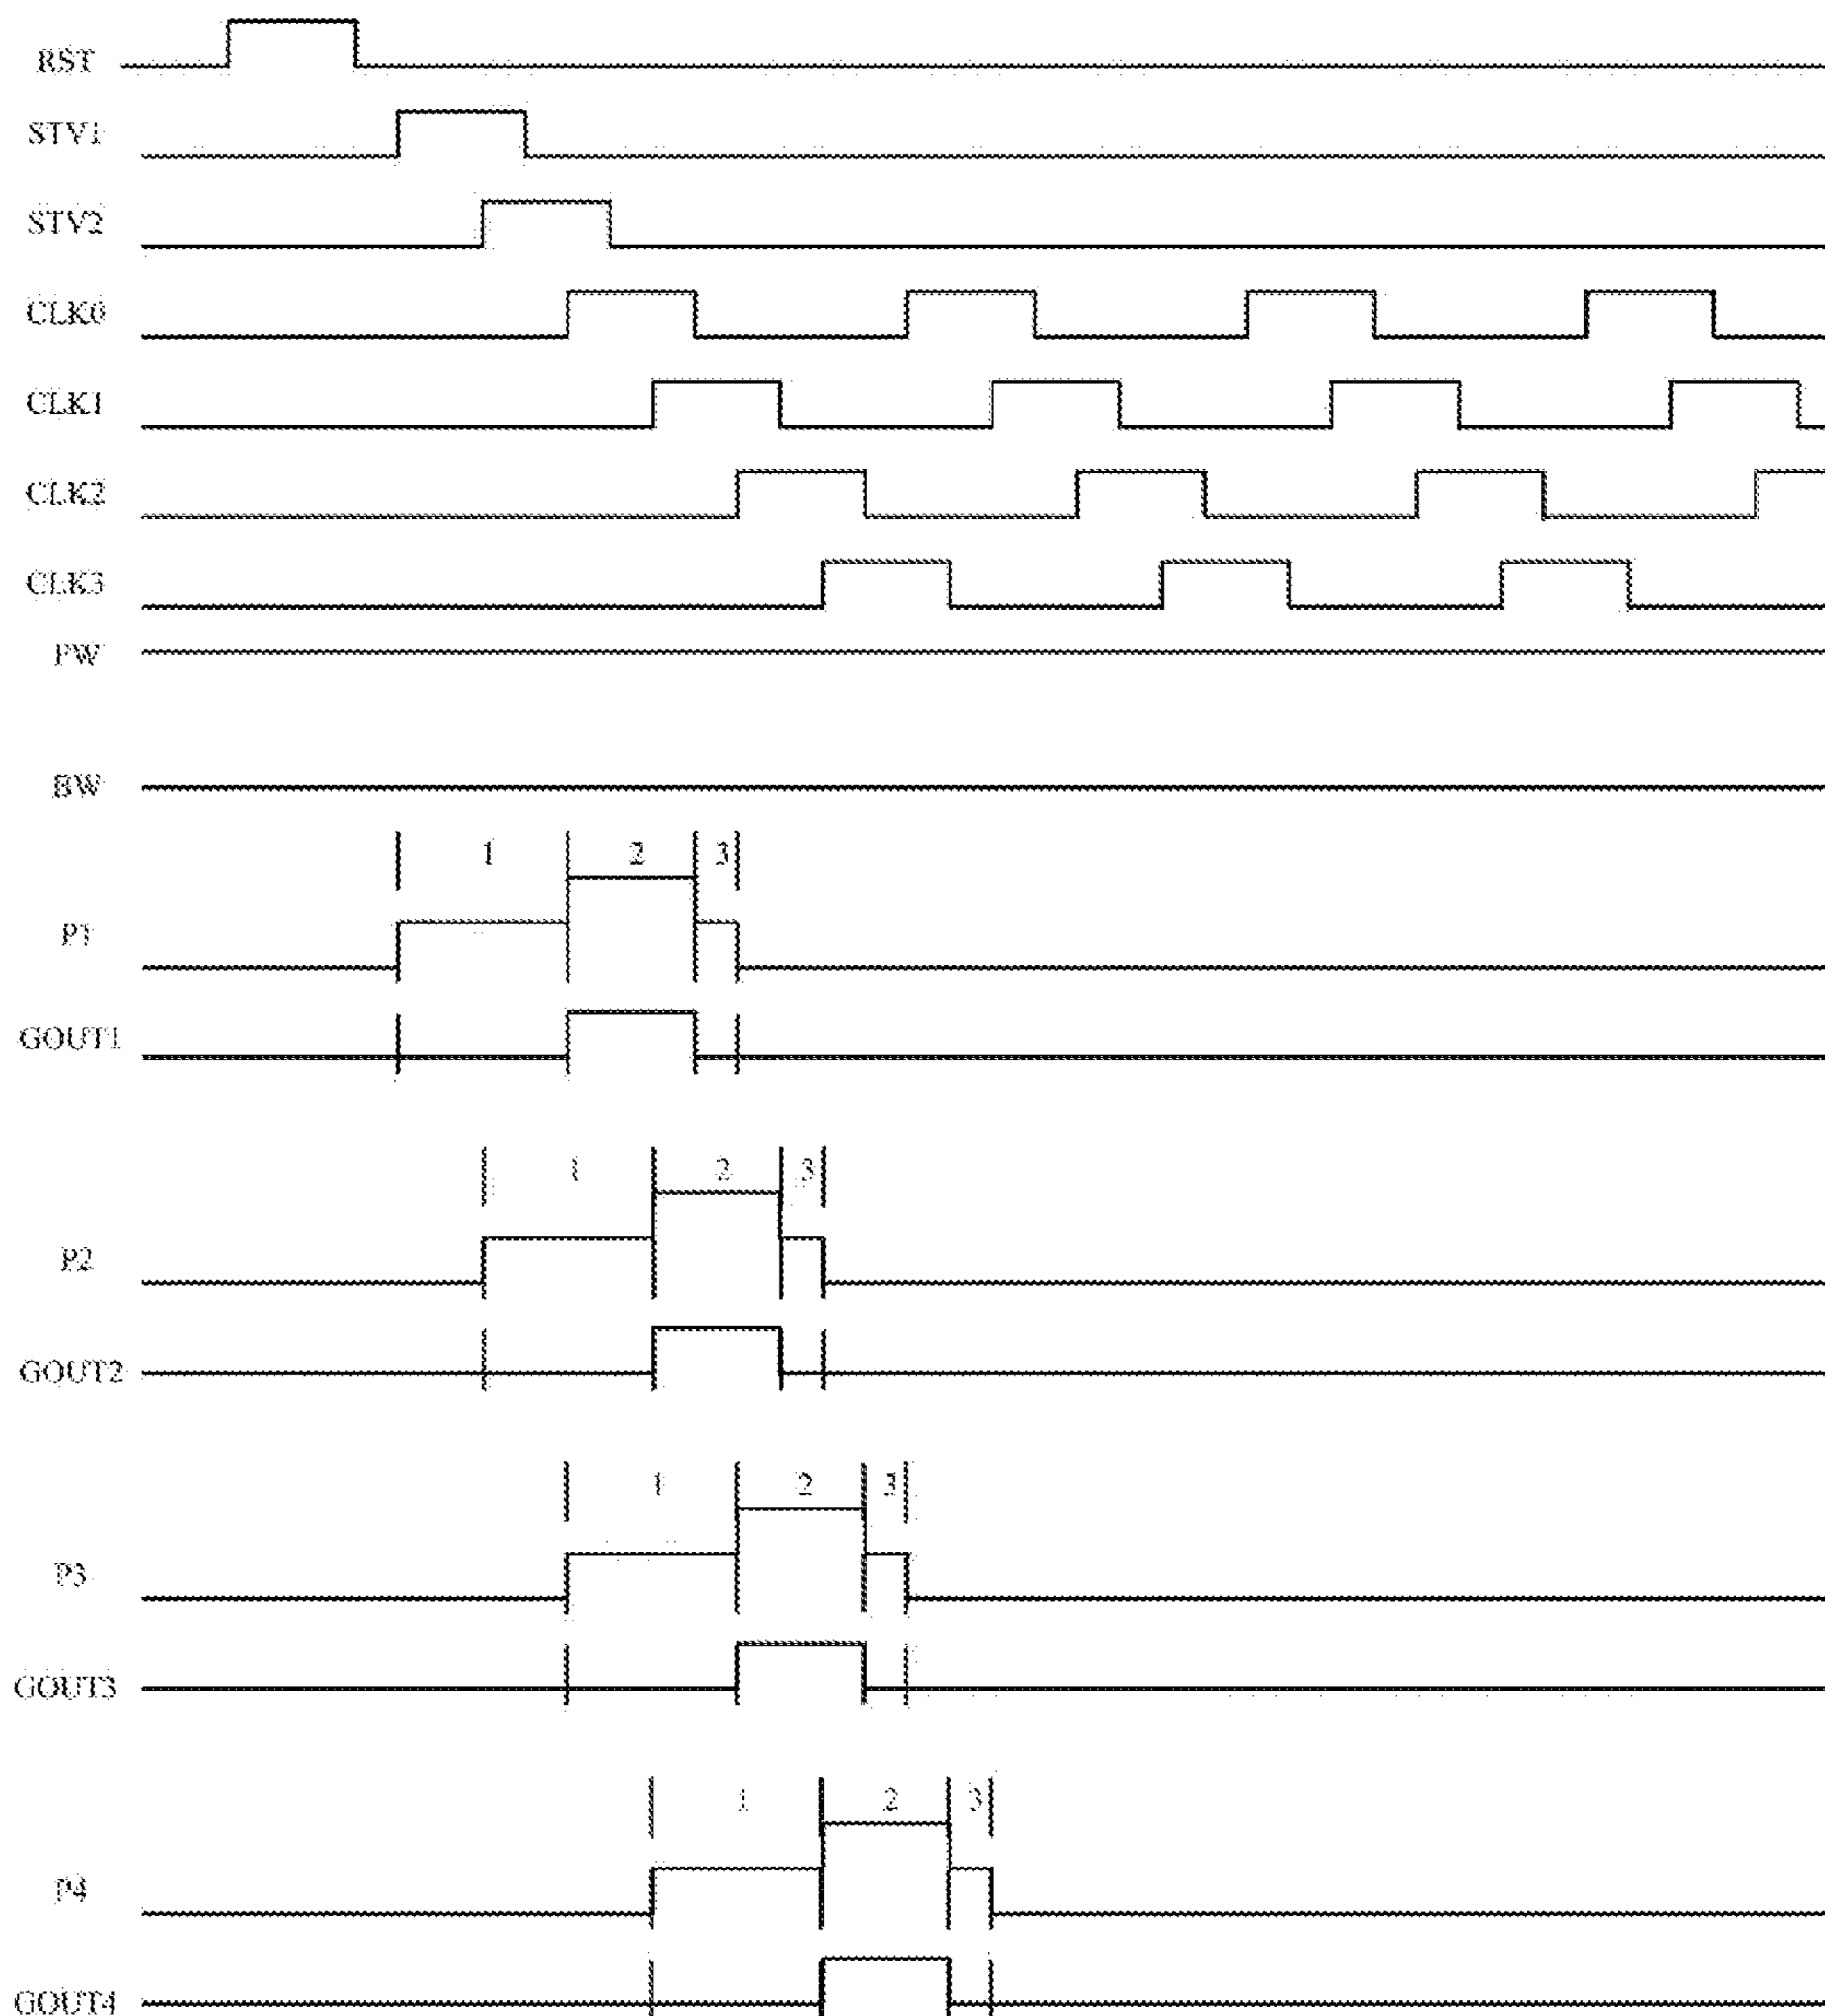 RST
STV1
STV2
CLK0
CLK1
CLK2
CLK3
FW
BW
1 2 3
P1
GOUT1
1 2 3
P2
GOUT2
1 2 3
P3
GOUT3
1 2 3
P4
GOUT4